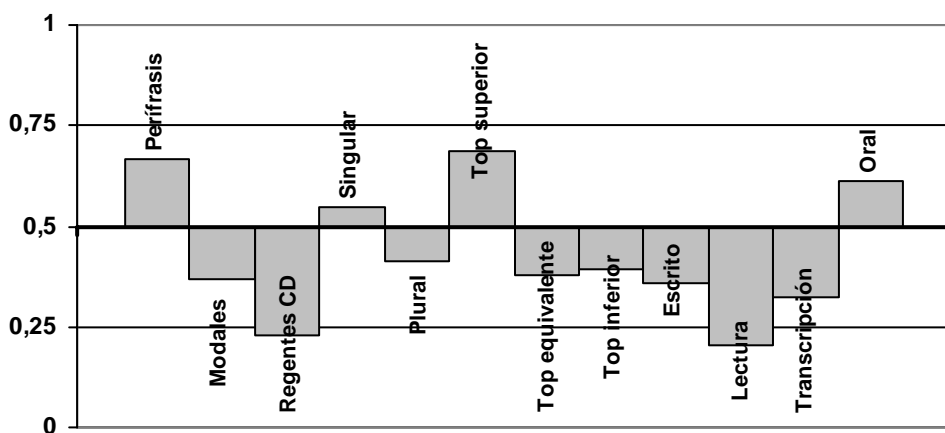 1
0,75
0,5
0,25
0
Perífrasis
Modales
Regentes CD
Singular
Plural
Top superior
Top equivalente
Top inferior
Escrito
Lectura
Transcripción
Oral